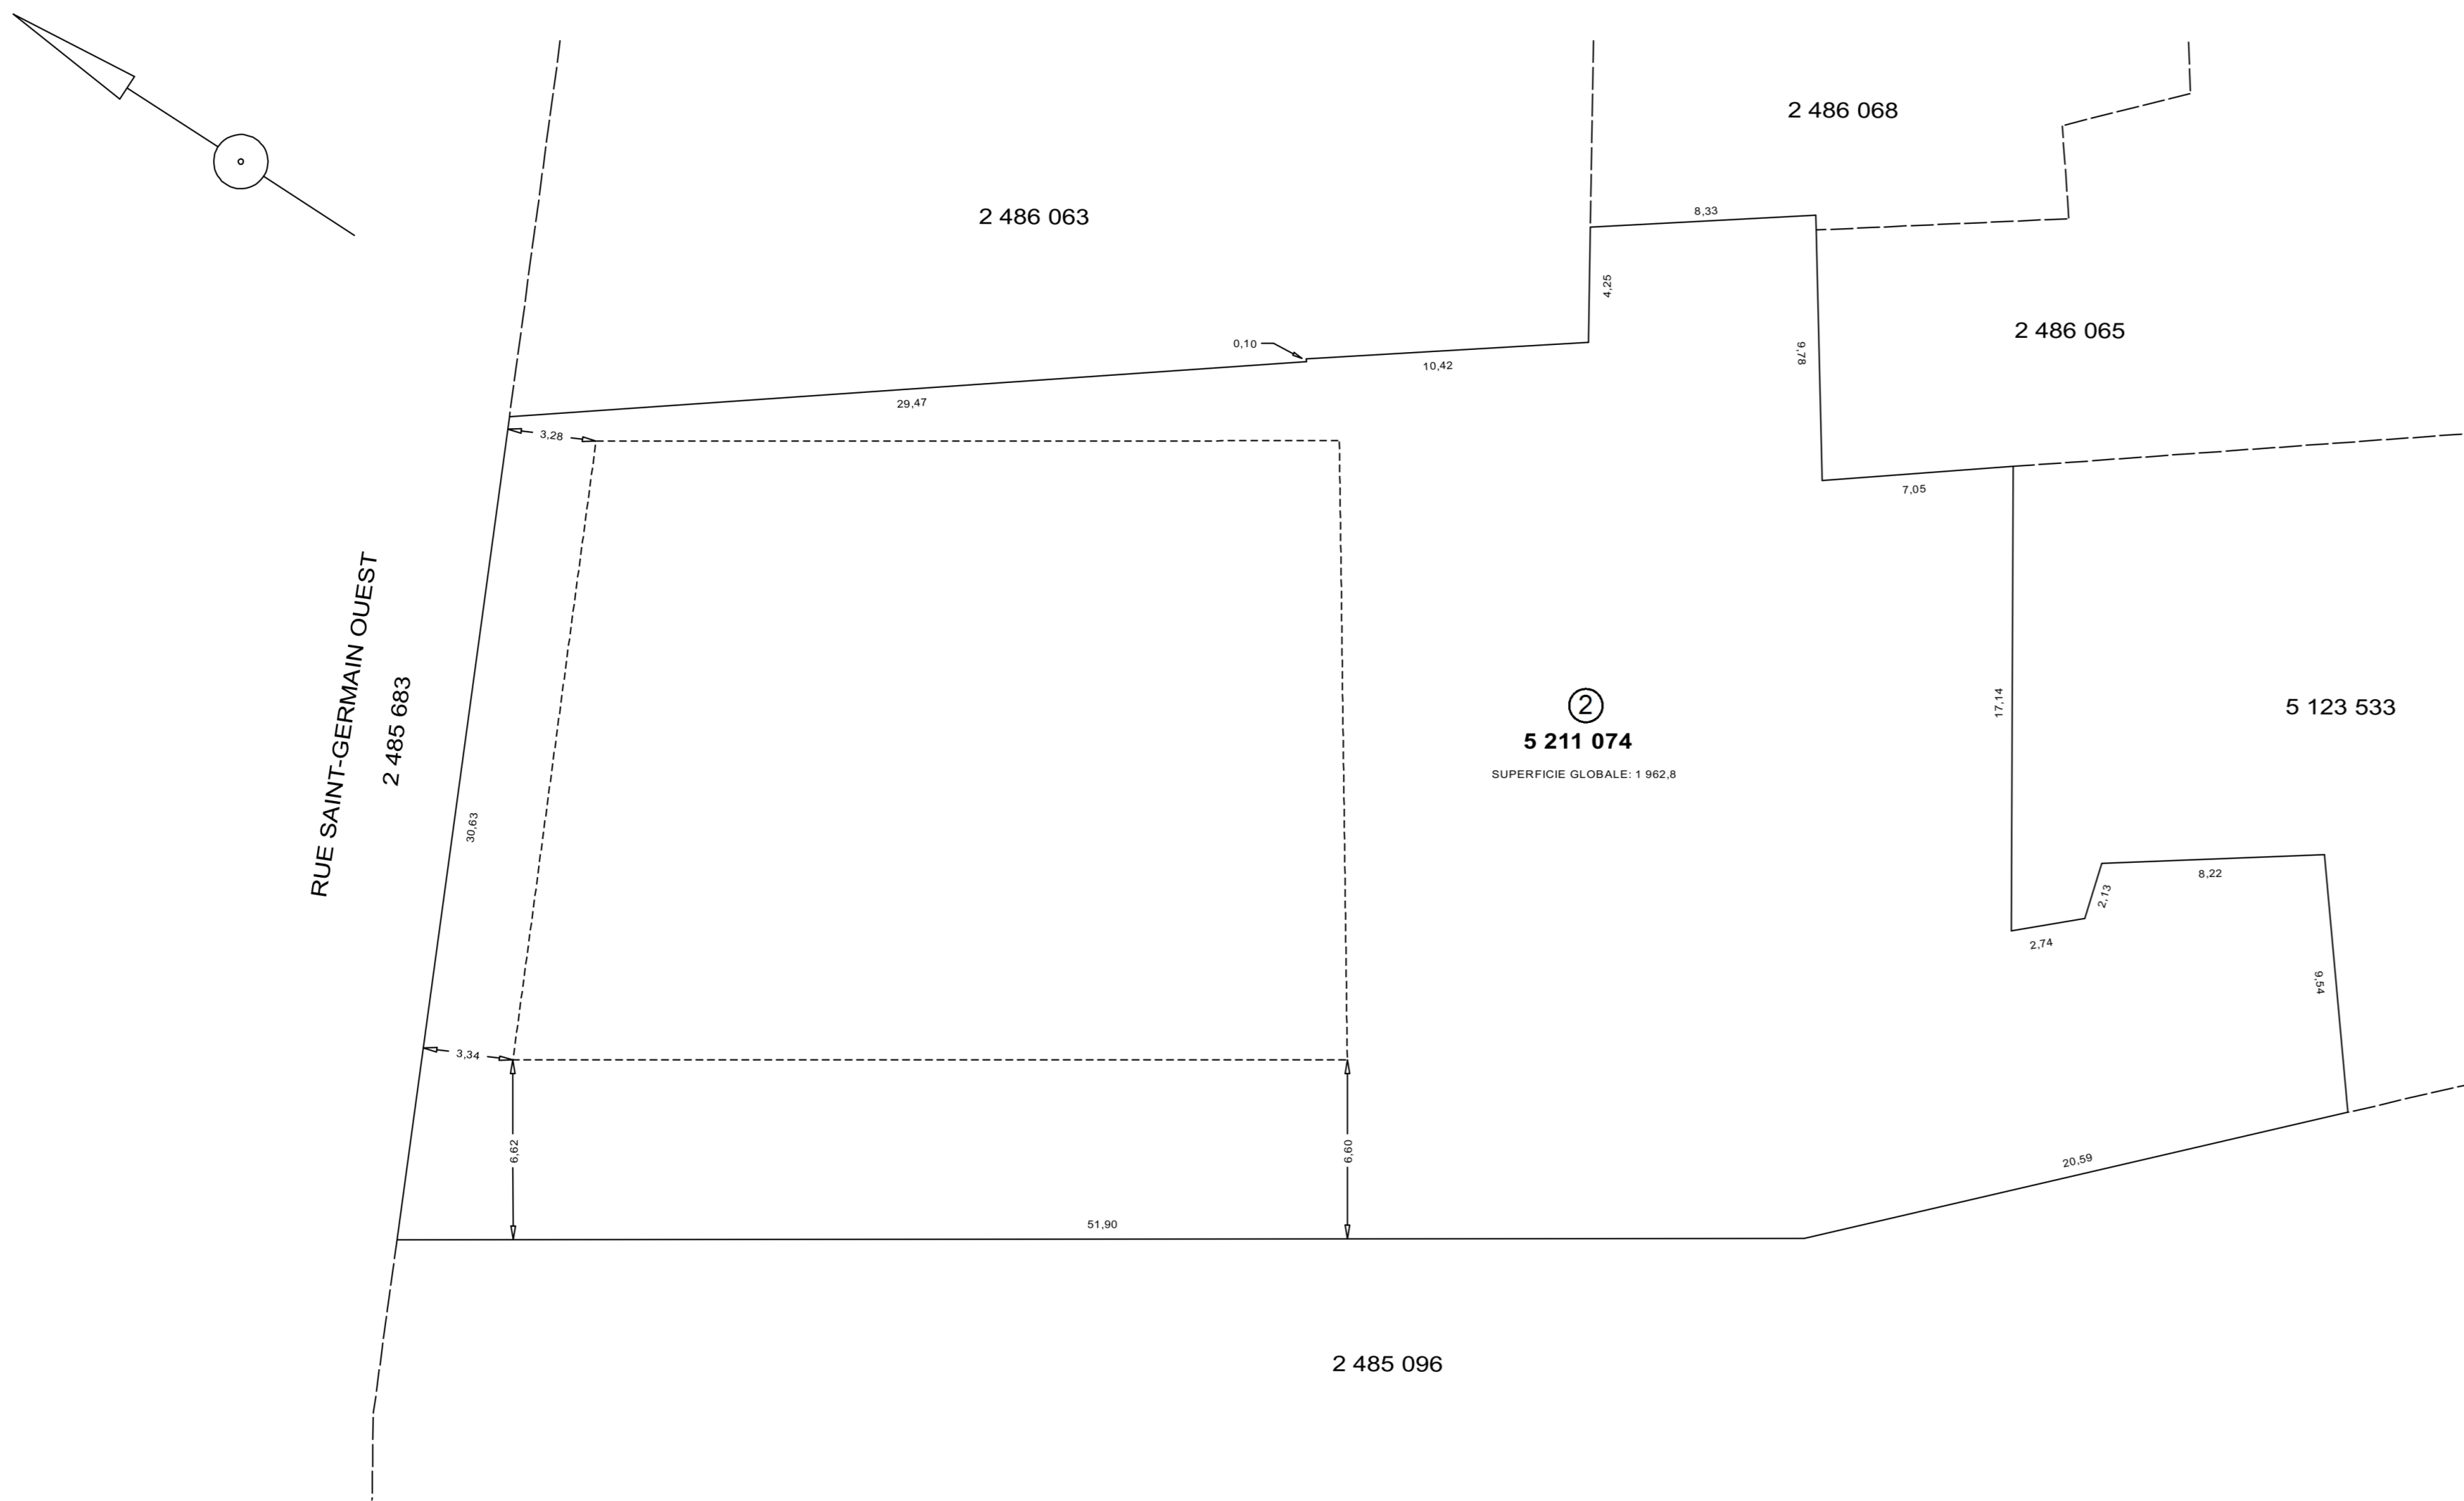 2 486 068
8,33
2 486 063
4,25
2 486 065
0,10
9,78
10,42
29,47
3,28
7,05
RUE SAINT-GERMAIN OUEST
2 485 683
2
5 211 074
SUPERFICIE GLOBALE: 1 962,8
17,14
5 123 533
30,63
8,22
2,13
2,74
9,54
3,34
6,62
6,60
20,59
51,90
2 485 096